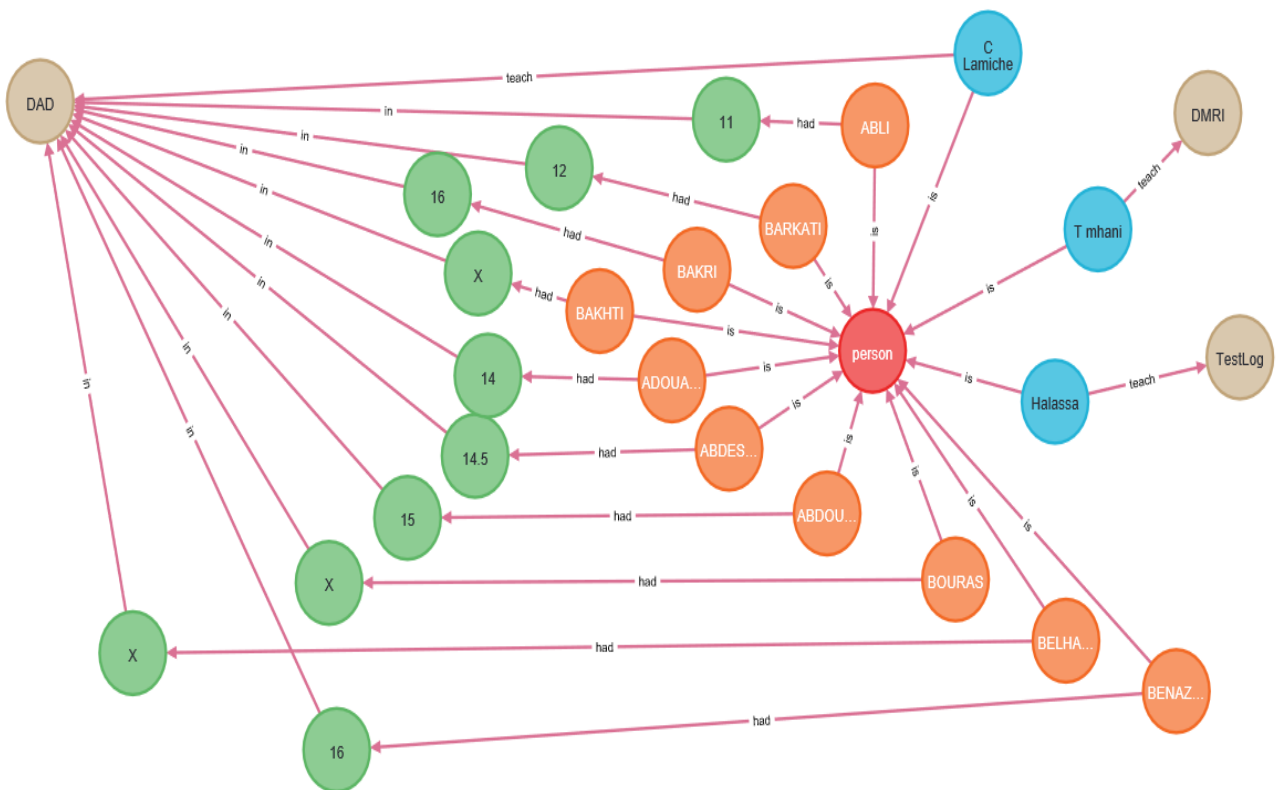 C
Lamiche
teach
DAD
DMRI
in
11
had
ABLI
in
12
teach
in
16
had
is
is
T mhani
in
X
had
BARKATI
BAKRI
is
had
BAKHTI
is
is
is
in
14
had
ADOUA...
is
person
is
Halassa
teach
TestLog
in
14.5
had
ABDES...
is
in
15
had
ABDOU...
is
is
is
is
in
X
had
BOURAS
in
X
had
BELHA...
in
16
had
BENAZ...